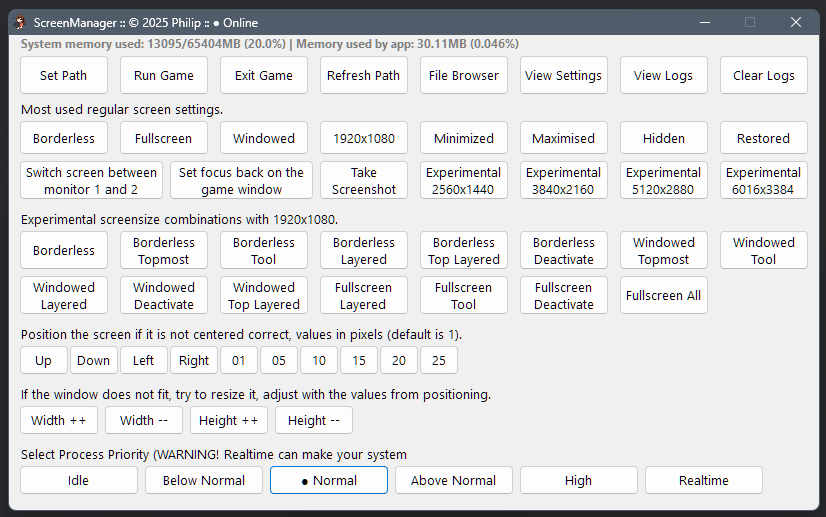 ScreenManager :: © 2025 Philip :: ● Online
System memory used: 13095/65404MB (20.0%) | Memory used by app: 30.11MB (0.046%)
Set Path Run Game Exit Game Refresh Path File Browser View Settings View Logs Clear Logs
Most used regular screen settings.
Borderless Fullscreen Windowed 1920x1080 Minimized Maximised Hidden Restored
Switch screen between
monitor 1 and 2
Set focus back on the
game window
Take
Screenshot
Experimental
2560x1440
Experimental
3840x2160
Experimental
5120x2880
Experimental
6016x3384
Experimental screensize combinations with 1920x1080.
Borderless
Borderless
Topmost
Borderless
Tool
Borderless
Layered
Borderless
Top Layered
Borderless
Deactivate
Windowed
Topmost
Windowed
Tool
Windowed
Layered
Windowed
Deactivate
Windowed
Top Layered
Fullscreen
Layered
Fullscreen
Tool
Fullscreen
Deactivate
Fullscreen All
Position the screen if it is not centered correct, values in pixels (default is 1).
Up Down Left Right 01 05 10 15 20 25
If the window does not fit, try to resize it, adjust with the values from positioning.
Width ++ Width -- Height ++ Height --
Select Process Priority (WARNING! Realtime can make your system
Idle Below Normal ● Normal Above Normal High Realtime